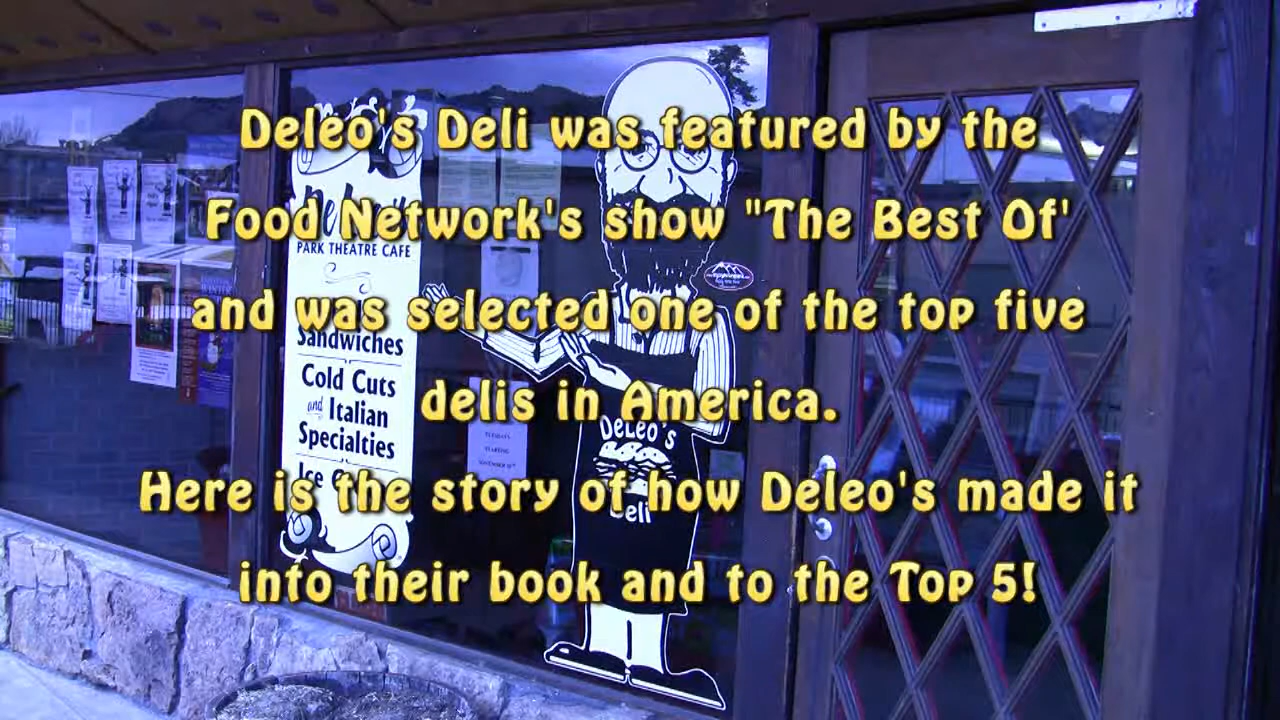 Deleo's Deli was featured by the
Food Network's show "The Best Of'
and was selected one of the top five
delis in America.
Here is the story of how Deleo's made it
into their book and to the Top 5!
PARK THEATRE CAFE
Sandwiches
Cold Cuts
and Italian
Specialties
Ice
DeLeo's
Deli